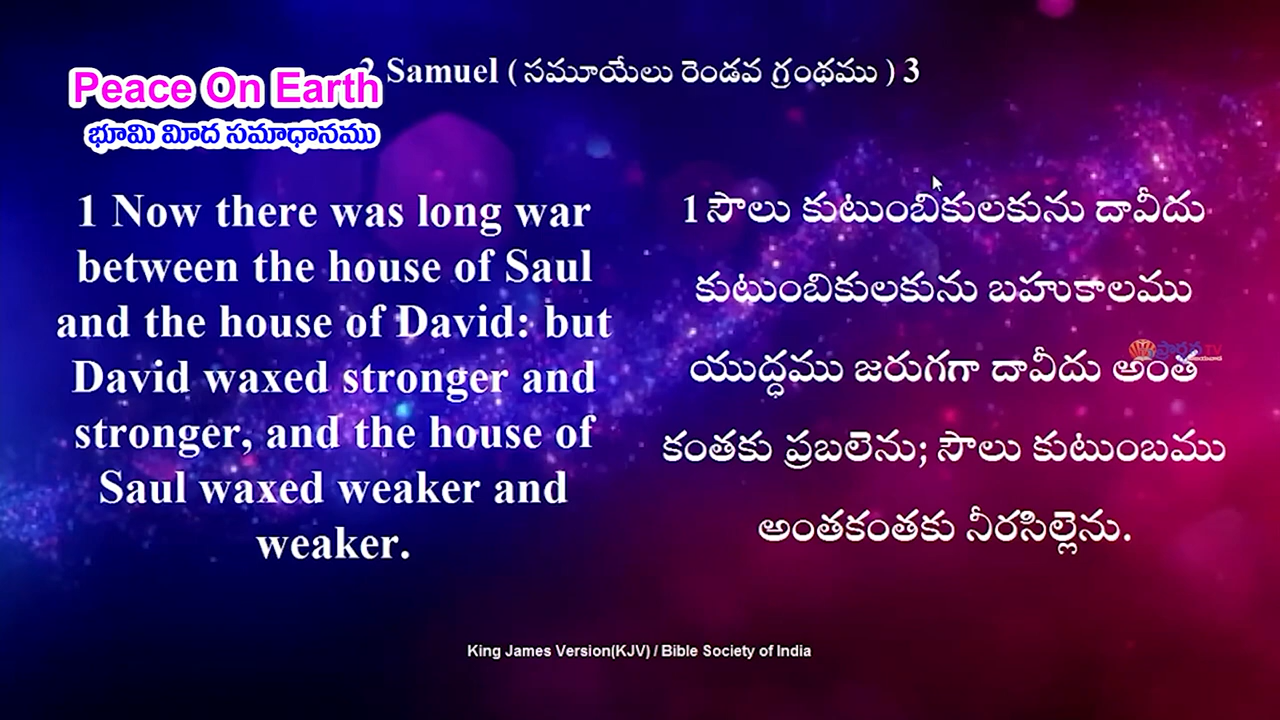 2 Samuel ( సమూయేలు రెండవ గ్రంథము ) 3
Peace On Earth
భూమి మీద సమాధానము
1 Now there was long war
between the house of Saul
and the house of David: but
David waxed stronger and
stronger, and the house of
Saul waxed weaker and
weaker.
1 సౌలు కుటుంబికులకును దావీదు
కుటుంబికులకును బహుకాలము
యుద్ధము జరుగగా దావీదు అంత
కంతకు ప్రబలెను; సౌలు కుటుంబము
అంతకంతకు నీరసిల్లెను.
TV
King James Version(KJV) / Bible Society of India